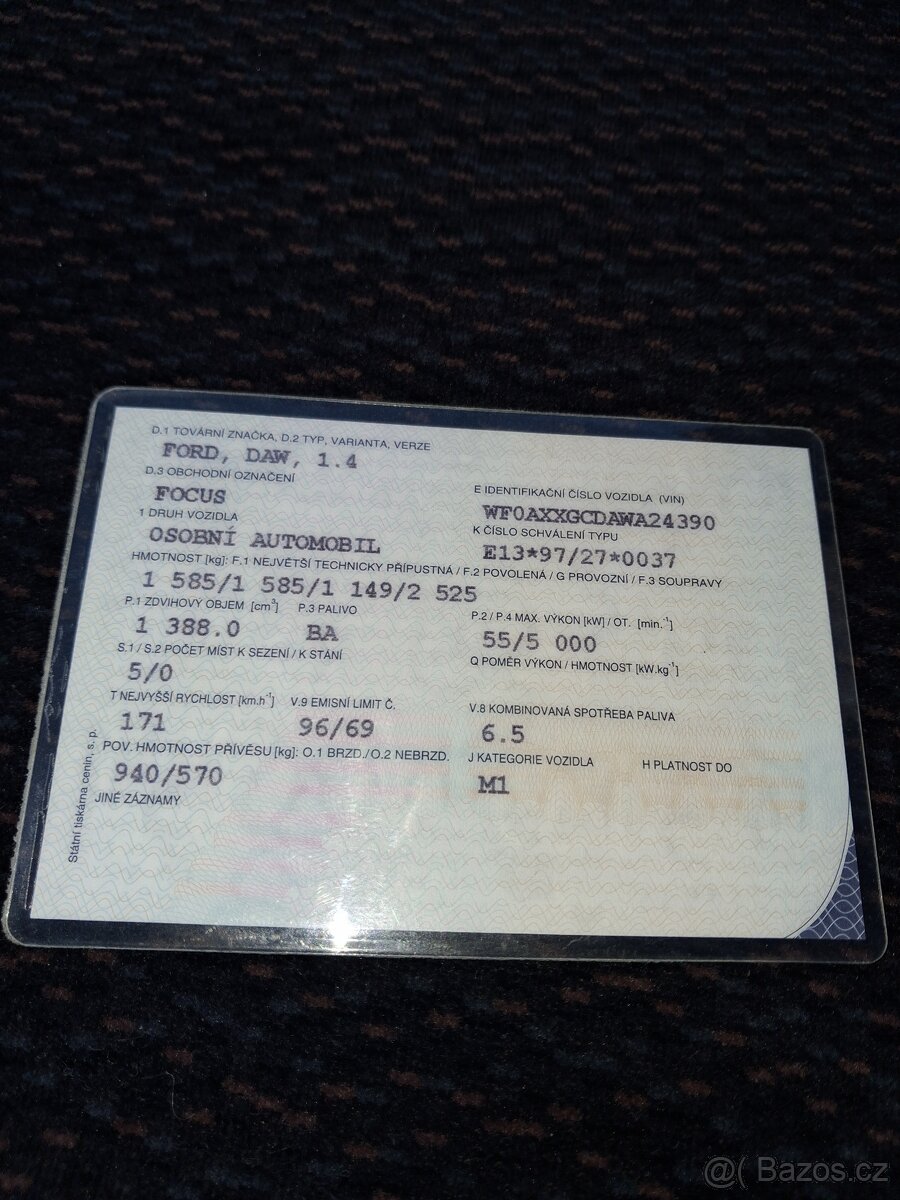 D.1 TOVÁRNÍ ZNAČKA, D.2 TYP, VARIANTA, VERZE
FORD, DAW, 1.4
D.3 OBCHODNÍ OZNAČENÍ
FOCUS
E IDENTIFIKAČNÍ ČÍSLO VOZIDLA (VIN)
WF0AXXGCDAWA24390
1 DRUH VOZIDLA
OSOBNÍ AUTOMOBIL
K ČÍSLO SCHVÁLENÍ TYPU
E13*97/27*0037
HMOTNOST [kg]: F.1 NEJVĚTŠÍ TECHNICKY PŘÍPUSTNÁ / F.2 POVOLENÁ / G PROVOZNÍ / F.3 SOUPRAVY
1 585/1 585/1 149/2 525
P.1 ZDVIHOVÝ OBJEM [cm³] P.3 PALIVO
1 388.0 BA
P.2 / P.4 MAX. VÝKON [kW] / OT. [min.⁻¹]
55/5 000
S.1 / S.2 POČET MÍST K SEZENÍ / K STÁNÍ
5/0
Q POMĚR VÝKON / HMOTNOST [kW.kg⁻¹]
T NEJVYŠŠÍ RYCHLOST [km.h⁻¹] V.9 EMISNÍ LIMIT Č.
171 96/69
V.8 KOMBINOVANÁ SPOTŘEBA PALIVA
6.5
POV. HMOTNOST PŘÍVĚSU [kg]: O.1 BRZD./O.2 NEBRZD.
940/570
J KATEGORIE VOZIDLA H PLATNOST DO
M1
JINÉ ZÁZNAMY
Státní tiskárna cenin, s. p.
@( Bazos.cz